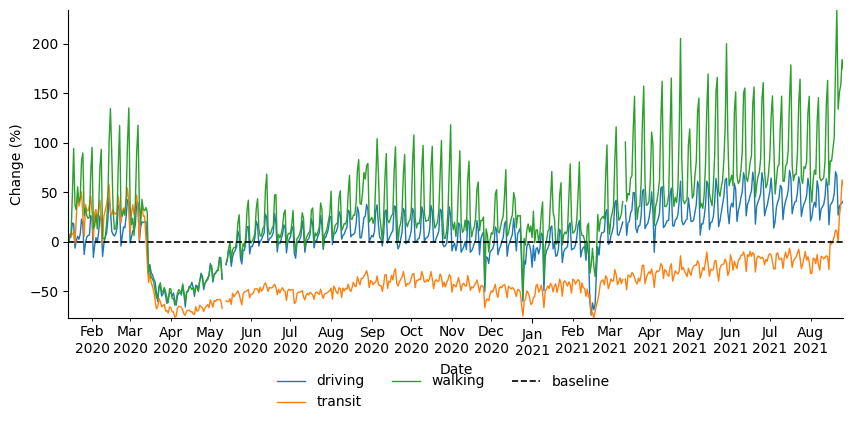 Change (%)
200
150
100
50
0
−50
Feb Mar Apr May Jun Jul Aug Sep Oct Nov Dec Jan Feb Mar Apr May Jun Jul Aug
2020 2020 2020 2020 2020 2020 2020 2020 2020 2020 2020 2021 2021 2021 2021 2021 2021 2021 2021
Date
driving walking baseline
transit